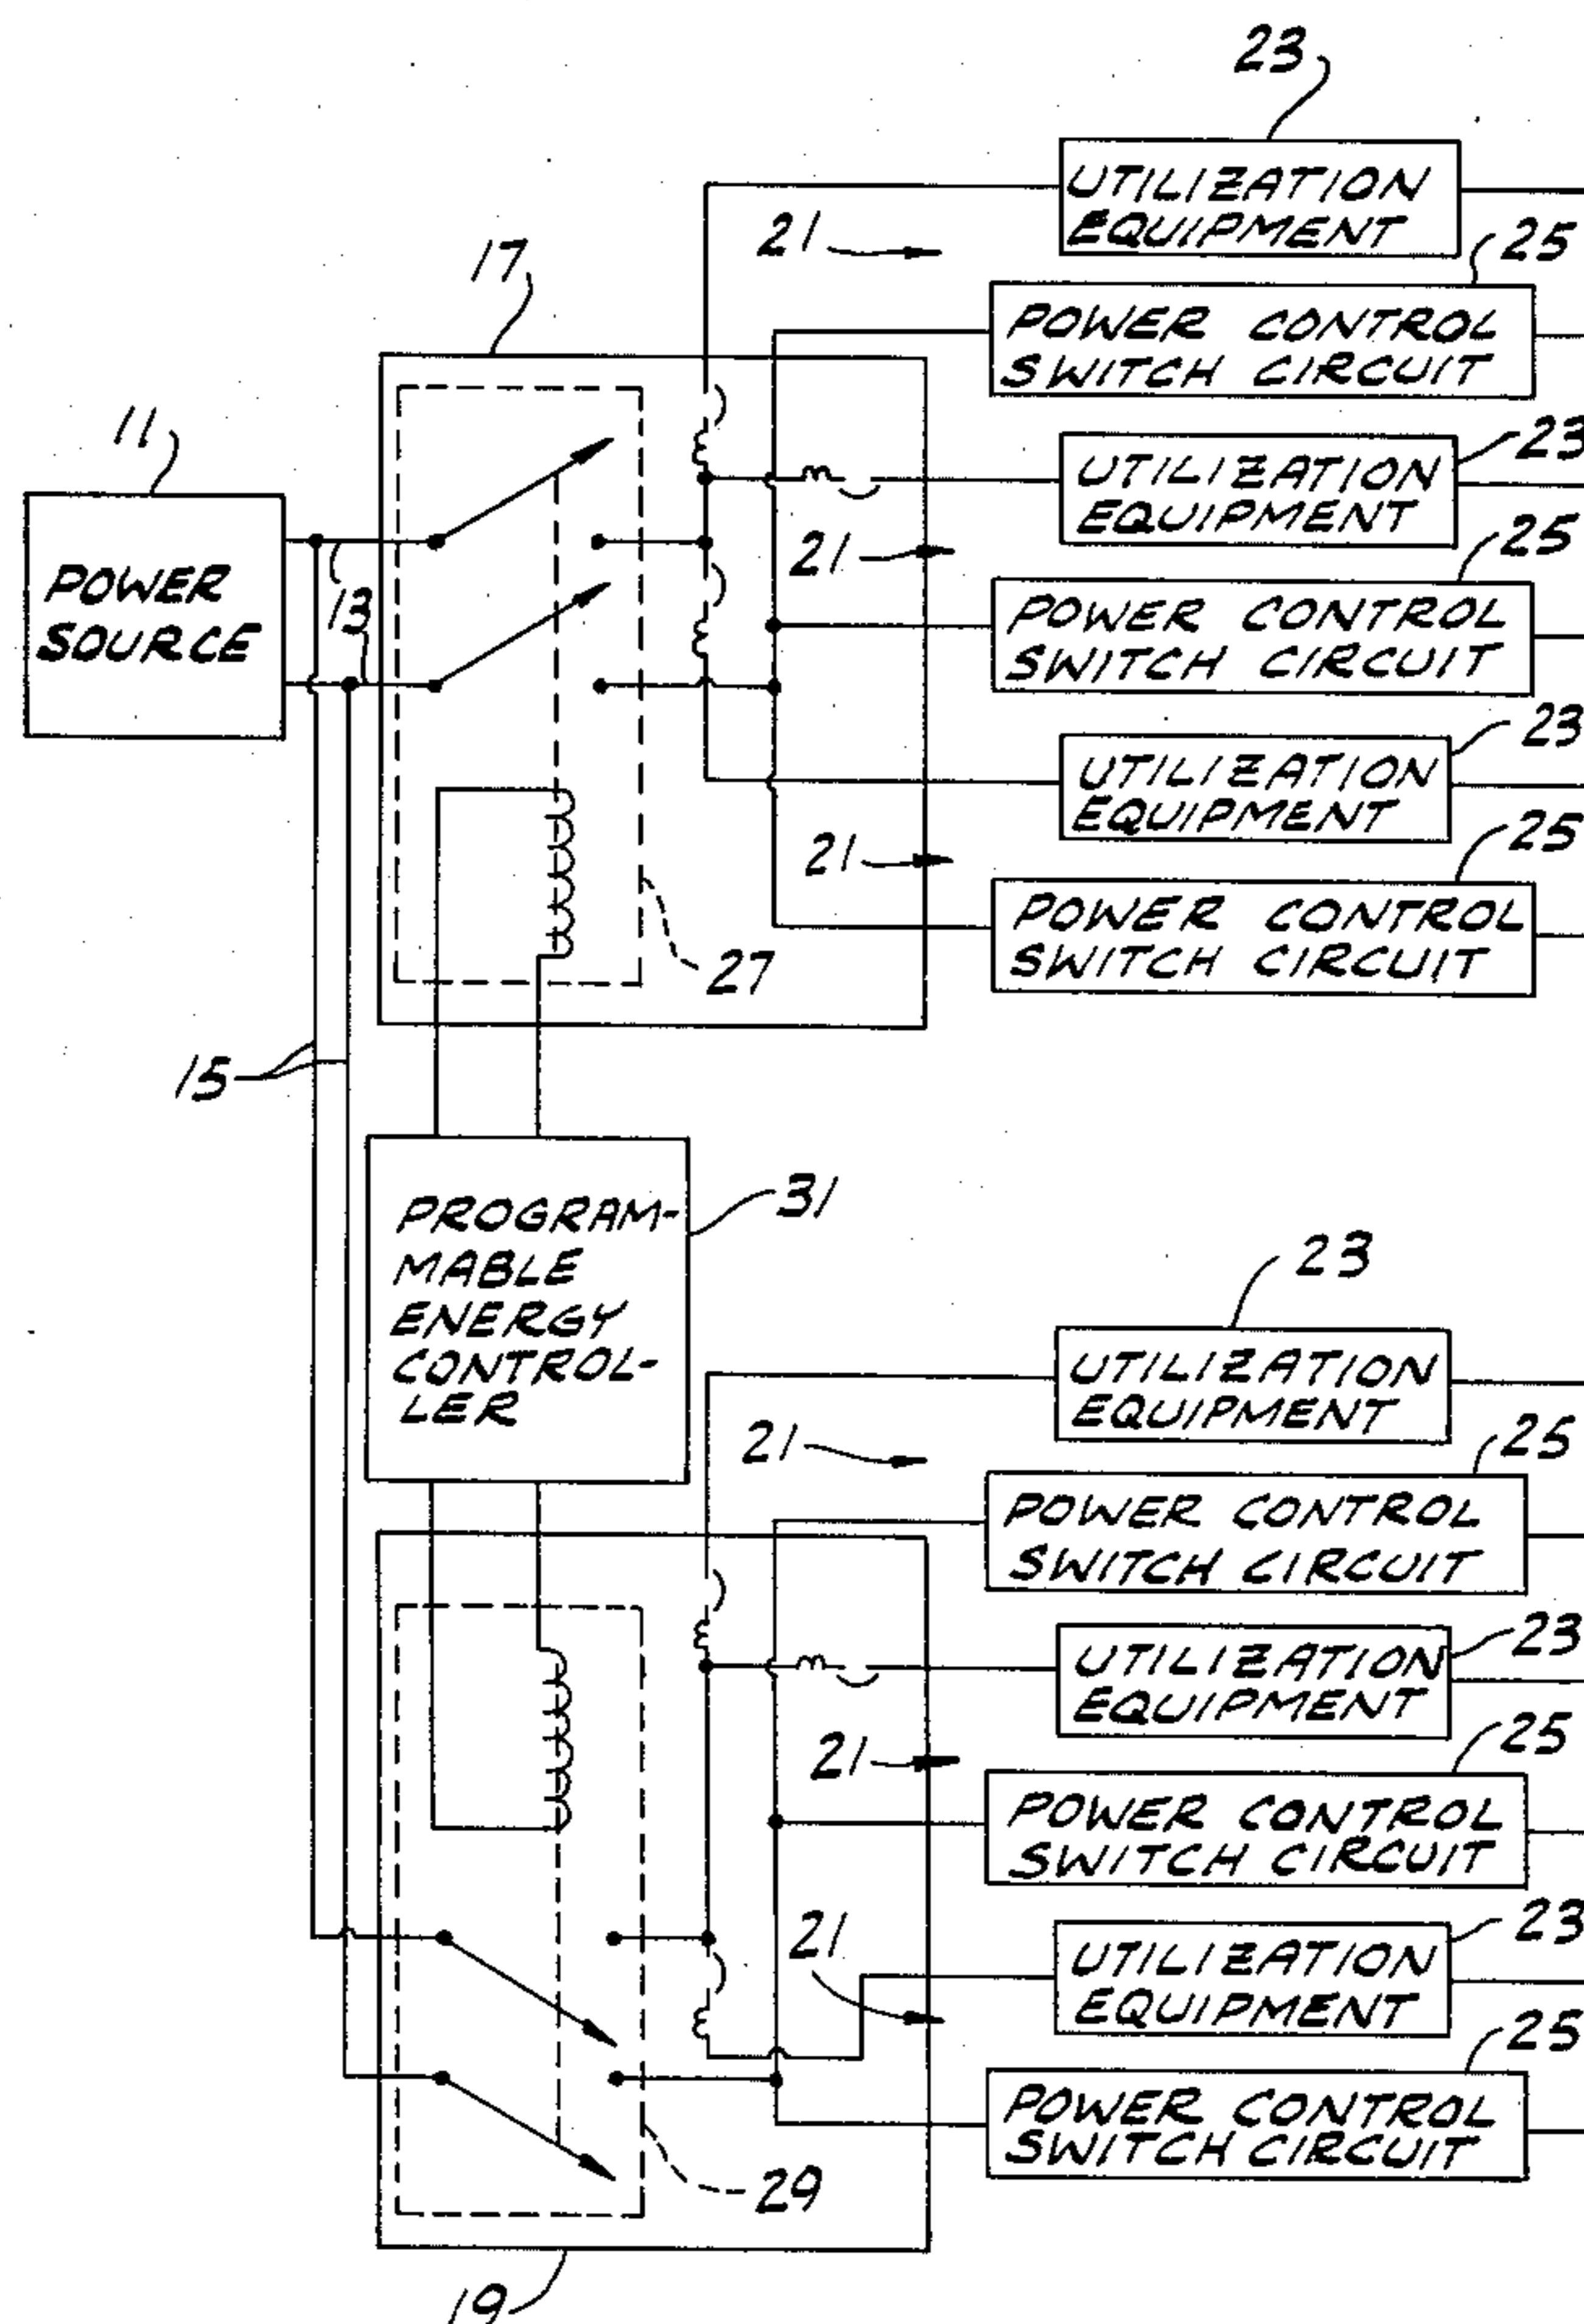 23
UTILIZATION
EQUIPMENT
21
25
17
POWER CONTROL
SWITCH CIRCUIT
11
23
UTILIZATION
EQUIPMENT
25
21
13
POWER
SOURCE
POWER CONTROL
SWITCH CIRCUIT
23
UTILIZATION
EQUIPMENT
25
21
POWER CONTROL
SWITCH CIRCUIT
27
15
31
PROGRAM-
MABLE
ENERGY
CONTROL-
LER
23
UTILIZATION
EQUIPMENT
21
25
POWER CONTROL
SWITCH CIRCUIT
23
UTILIZATION
EQUIPMENT
25
21
POWER CONTROL
SWITCH CIRCUIT
23
21
UTILIZATION
EQUIPMENT
25
POWER CONTROL
SWITCH CIRCUIT
29
19